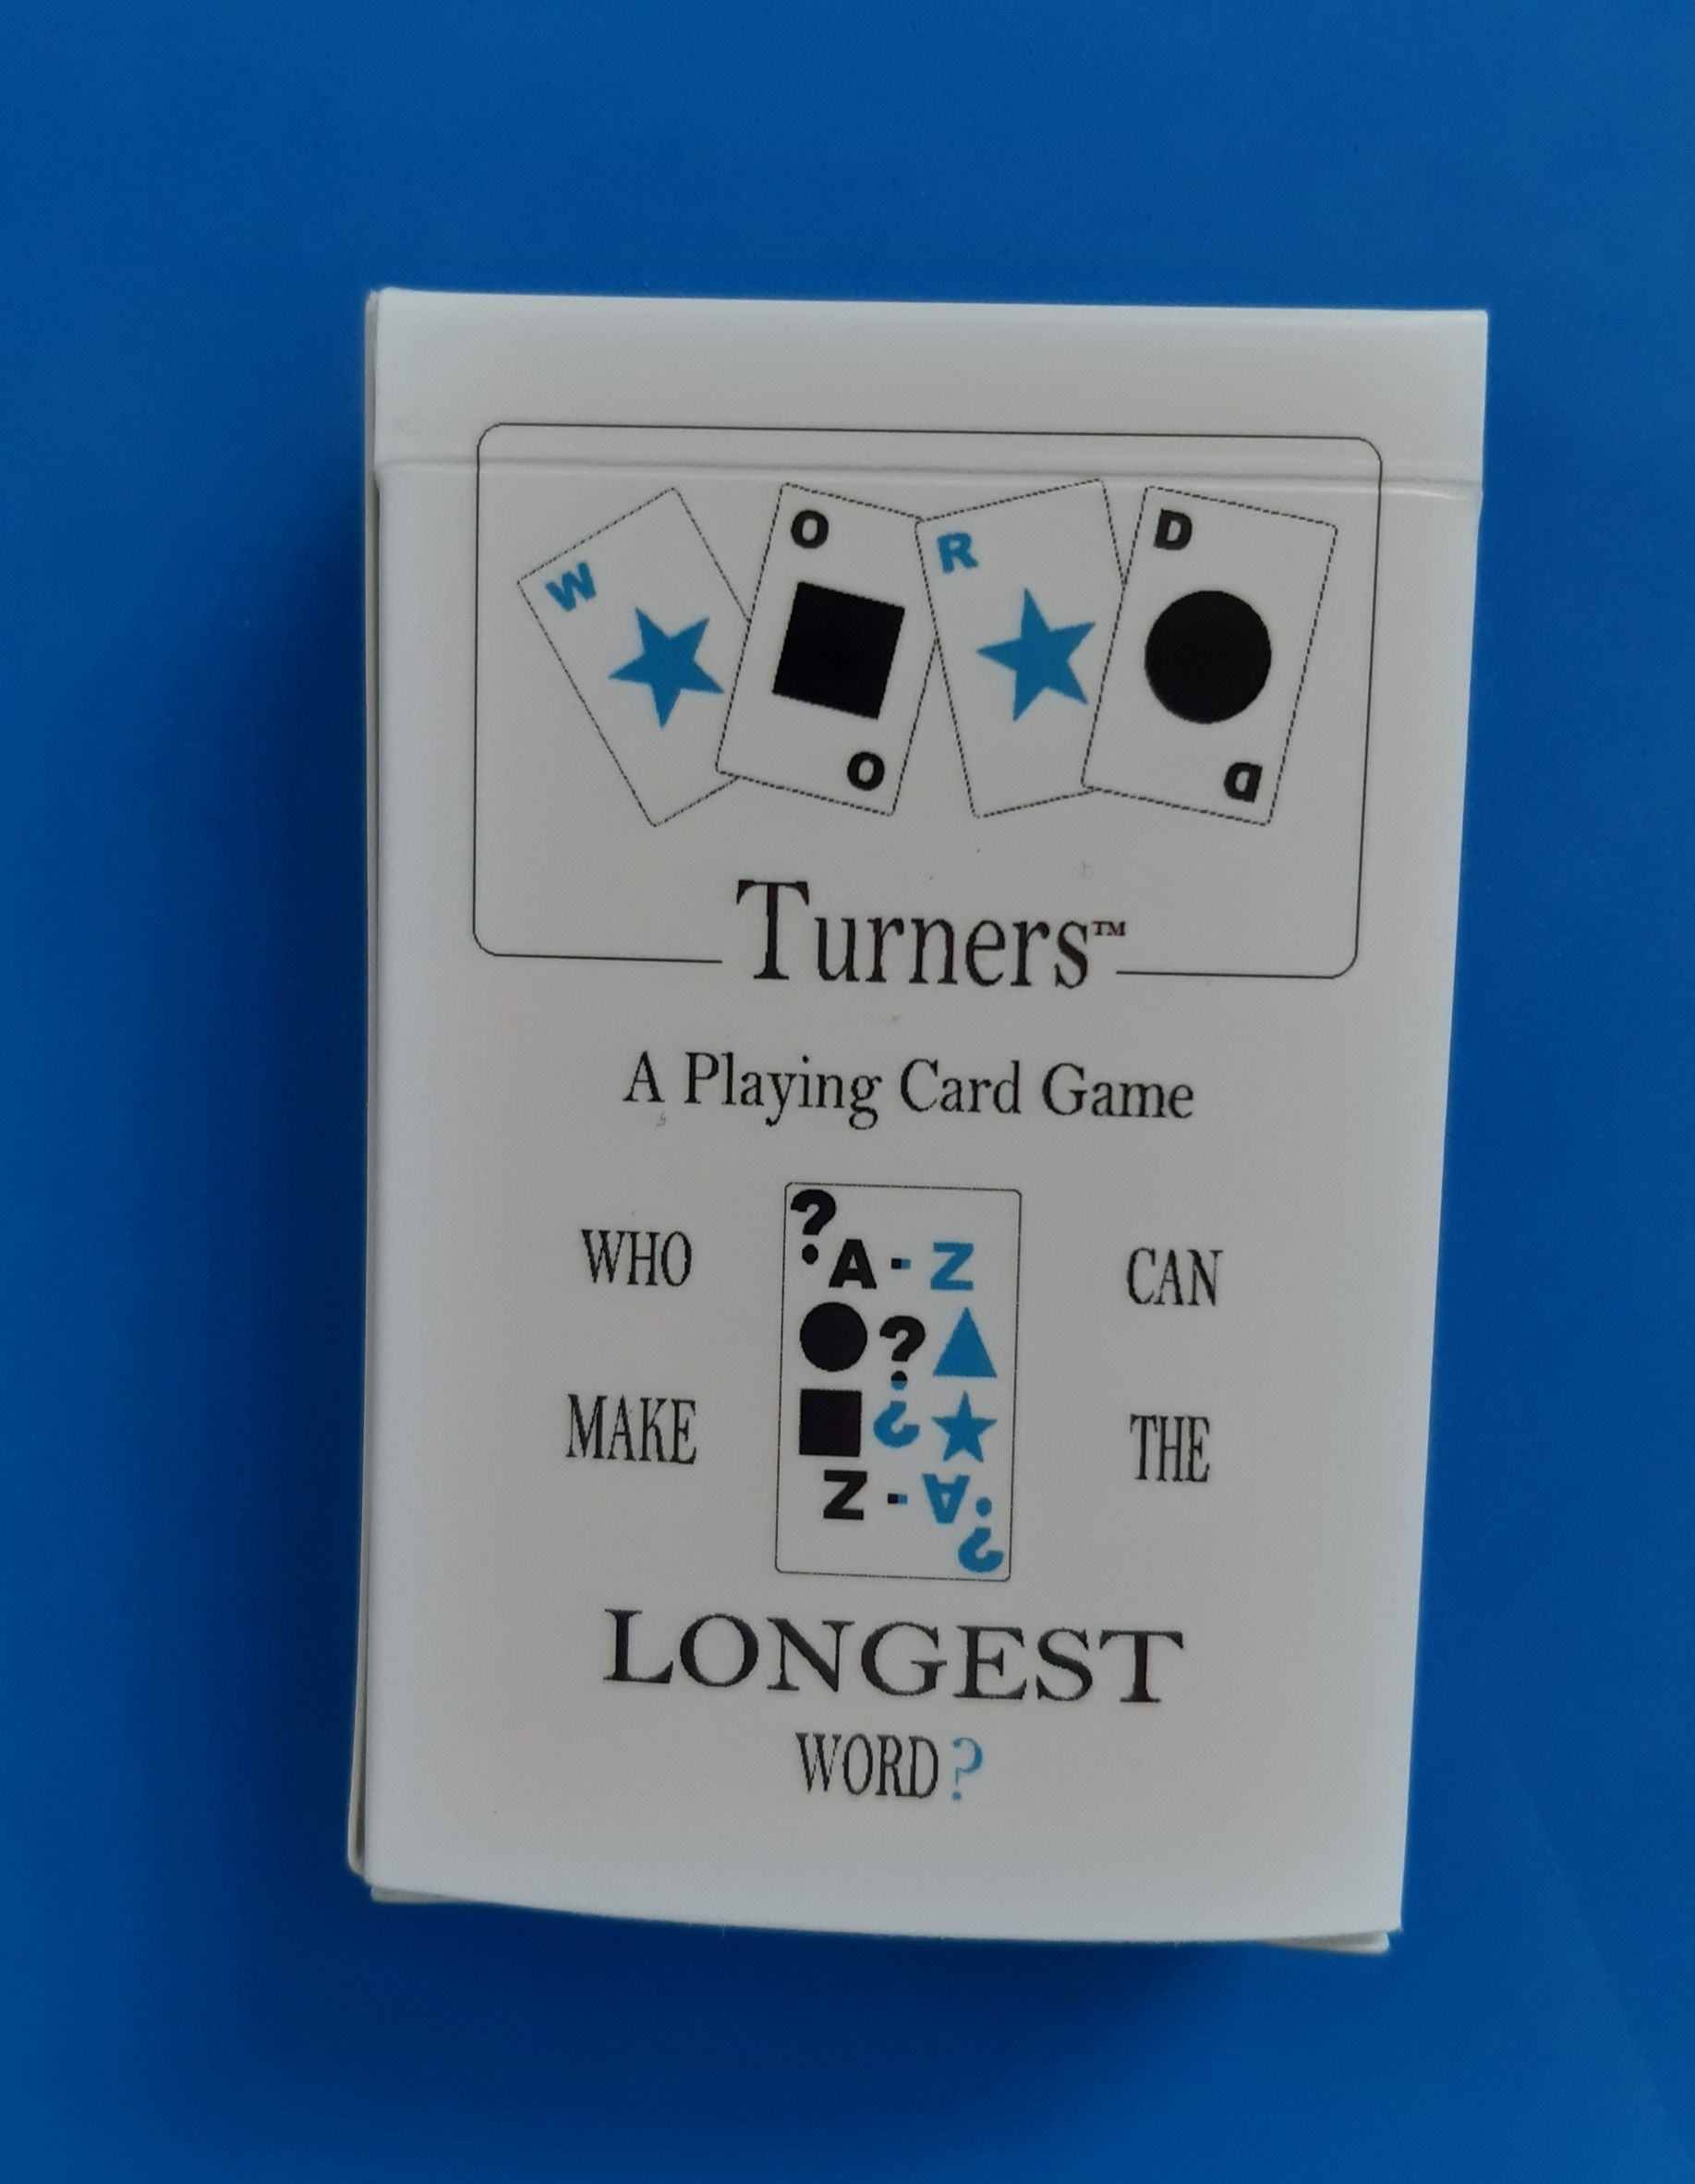 W O R D
O D
Turners™
A Playing Card Game
?
A - Z
WHO CAN
?
?
MAKE THE
Z - A
?
LONGEST
WORD?